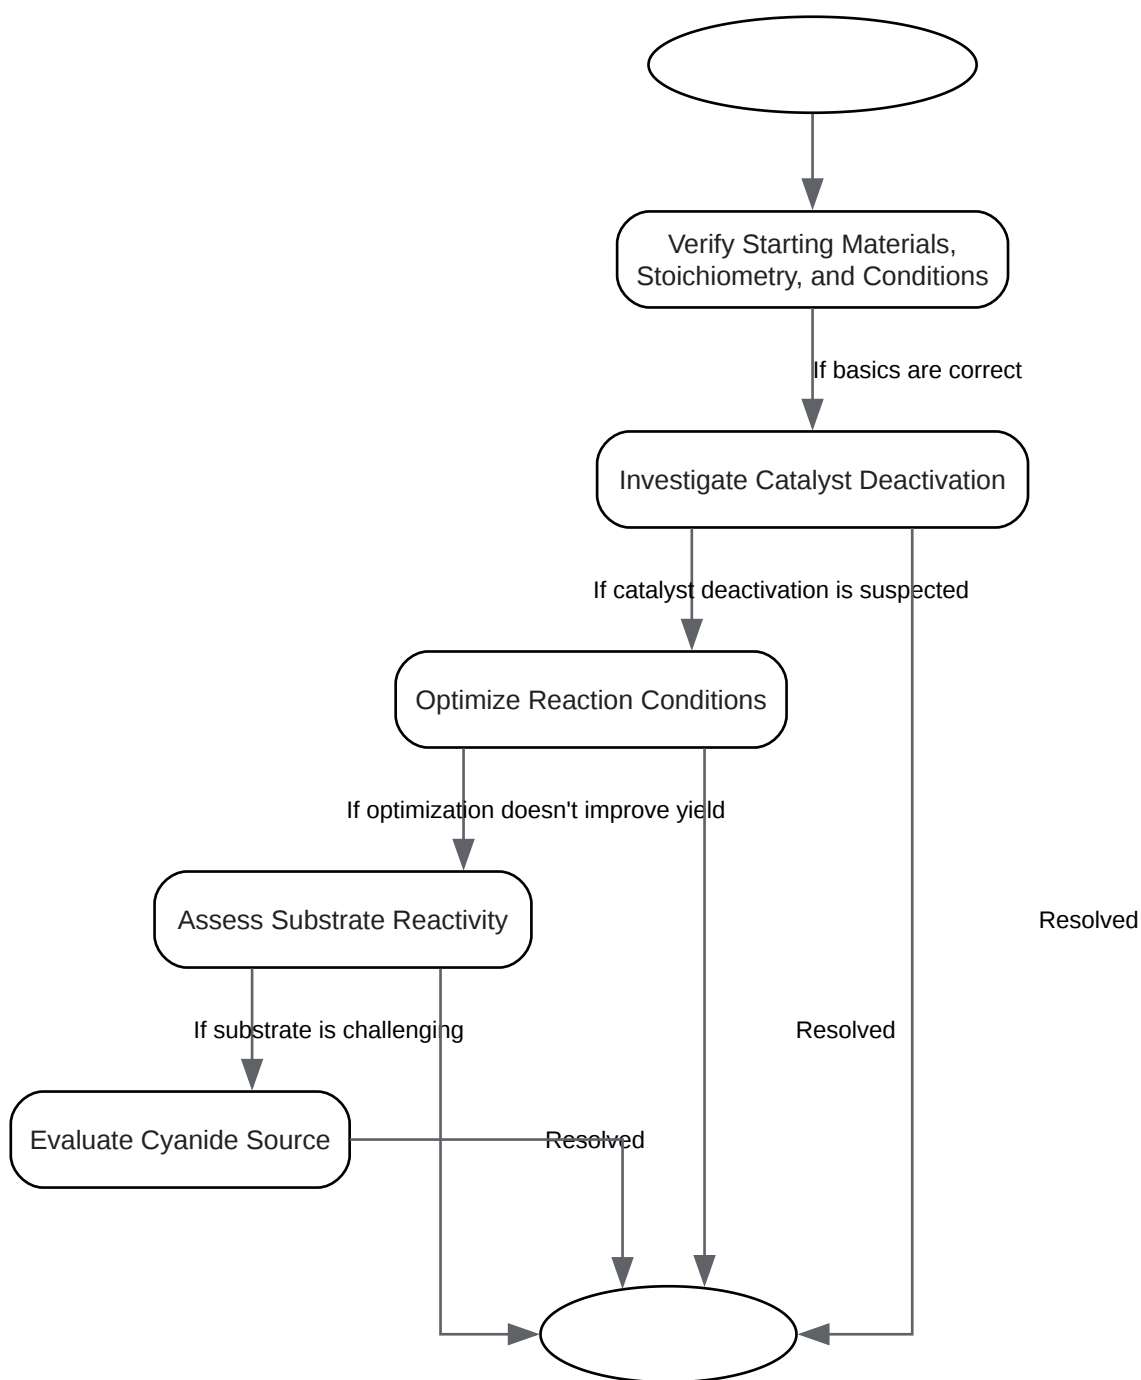 Verify Starting Materials,
Stoichiometry, and Conditions
If basics are correct
Investigate Catalyst Deactivation
If catalyst deactivation is suspected
Optimize Reaction Conditions
If optimization doesn't improve yield
Assess Substrate Reactivity
Resolved
If substrate is challenging
Resolved
Evaluate Cyanide Source
Resolved